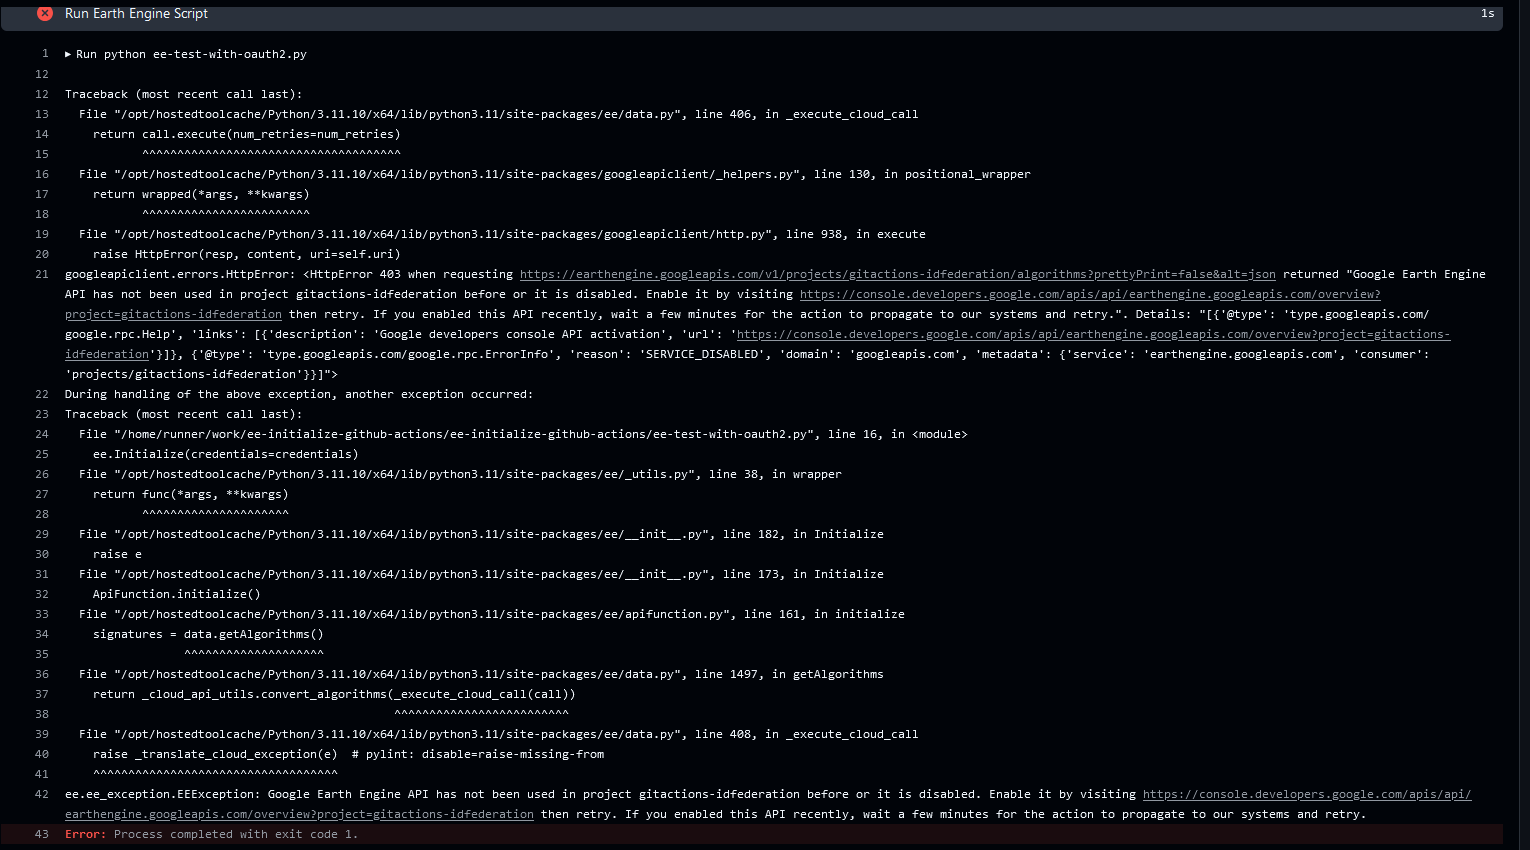 Run Earth Engine Script
1s
1 ▶ Run python ee-test-with-oauth2.py
12
12 Traceback (most recent call last):
13 File "/opt/hostedtoolcache/Python/3.11.10/x64/lib/python3.11/site-packages/ee/data.py", line 406, in _execute_cloud_call
14 return call.execute(num_retries=num_retries)
15 ^^^^^^^^^^^^^^^^^^^^^^^^^^^^^^^^^^^^^
16 File "/opt/hostedtoolcache/Python/3.11.10/x64/lib/python3.11/site-packages/googleapiclient/_helpers.py", line 130, in positional_wrapper
17 return wrapped(*args, **kwargs)
18 ^^^^^^^^^^^^^^^^^^^^^^^^
19 File "/opt/hostedtoolcache/Python/3.11.10/x64/lib/python3.11/site-packages/googleapiclient/http.py", line 938, in execute
20 raise HttpError(resp, content, uri=self.uri)
21 googleapiclient.errors.HttpError: <HttpError 403 when requesting https://earthengine.googleapis.com/v1/projects/gitactions-idfederation/algorithms?prettyPrint=false&alt=json returned "Google Earth Engine
API has not been used in project gitactions-idfederation before or it is disabled. Enable it by visiting https://console.developers.google.com/apis/api/earthengine.googleapis.com/overview?
project=gitactions-idfederation then retry. If you enabled this API recently, wait a few minutes for the action to propagate to our systems and retry.". Details: "[{'@type': 'type.googleapis.com/
google.rpc.Help', 'links': [{'description': 'Google developers console API activation', 'url': 'https://console.developers.google.com/apis/api/earthengine.googleapis.com/overview?project=gitactions-
idfederation'}]}, {'@type': 'type.googleapis.com/google.rpc.ErrorInfo', 'reason': 'SERVICE_DISABLED', 'domain': 'googleapis.com', 'metadata': {'service': 'earthengine.googleapis.com', 'consumer':
'projects/gitactions-idfederation'}}]">
22 During handling of the above exception, another exception occurred:
23 Traceback (most recent call last):
24 File "/home/runner/work/ee-initialize-github-actions/ee-initialize-github-actions/ee-test-with-oauth2.py", line 16, in <module>
25 ee.Initialize(credentials=credentials)
26 File "/opt/hostedtoolcache/Python/3.11.10/x64/lib/python3.11/site-packages/ee/_utils.py", line 38, in wrapper
27 return func(*args, **kwargs)
28 ^^^^^^^^^^^^^^^^^^^^^
29 File "/opt/hostedtoolcache/Python/3.11.10/x64/lib/python3.11/site-packages/ee/__init__.py", line 182, in Initialize
30 raise e
31 File "/opt/hostedtoolcache/Python/3.11.10/x64/lib/python3.11/site-packages/ee/__init__.py", line 173, in Initialize
32 ApiFunction.initialize()
33 File "/opt/hostedtoolcache/Python/3.11.10/x64/lib/python3.11/site-packages/ee/apifunction.py", line 161, in initialize
34 signatures = data.getAlgorithms()
35 ^^^^^^^^^^^^^^^^^^^^
36 File "/opt/hostedtoolcache/Python/3.11.10/x64/lib/python3.11/site-packages/ee/data.py", line 1497, in getAlgorithms
37 return _cloud_api_utils.convert_algorithms(_execute_cloud_call(call))
38 ^^^^^^^^^^^^^^^^^^^^^^^^^
39 File "/opt/hostedtoolcache/Python/3.11.10/x64/lib/python3.11/site-packages/ee/data.py", line 408, in _execute_cloud_call
40 raise _translate_cloud_exception(e)  # pylint: disable=raise-missing-from
41 ^^^^^^^^^^^^^^^^^^^^^^^^^^^^^^^^^^^
42 ee.ee_exception.EEException: Google Earth Engine API has not been used in project gitactions-idfederation before or it is disabled. Enable it by visiting https://console.developers.google.com/apis/api/
earthengine.googleapis.com/overview?project=gitactions-idfederation then retry. If you enabled this API recently, wait a few minutes for the action to propagate to our systems and retry.
43 Error: Process completed with exit code 1.